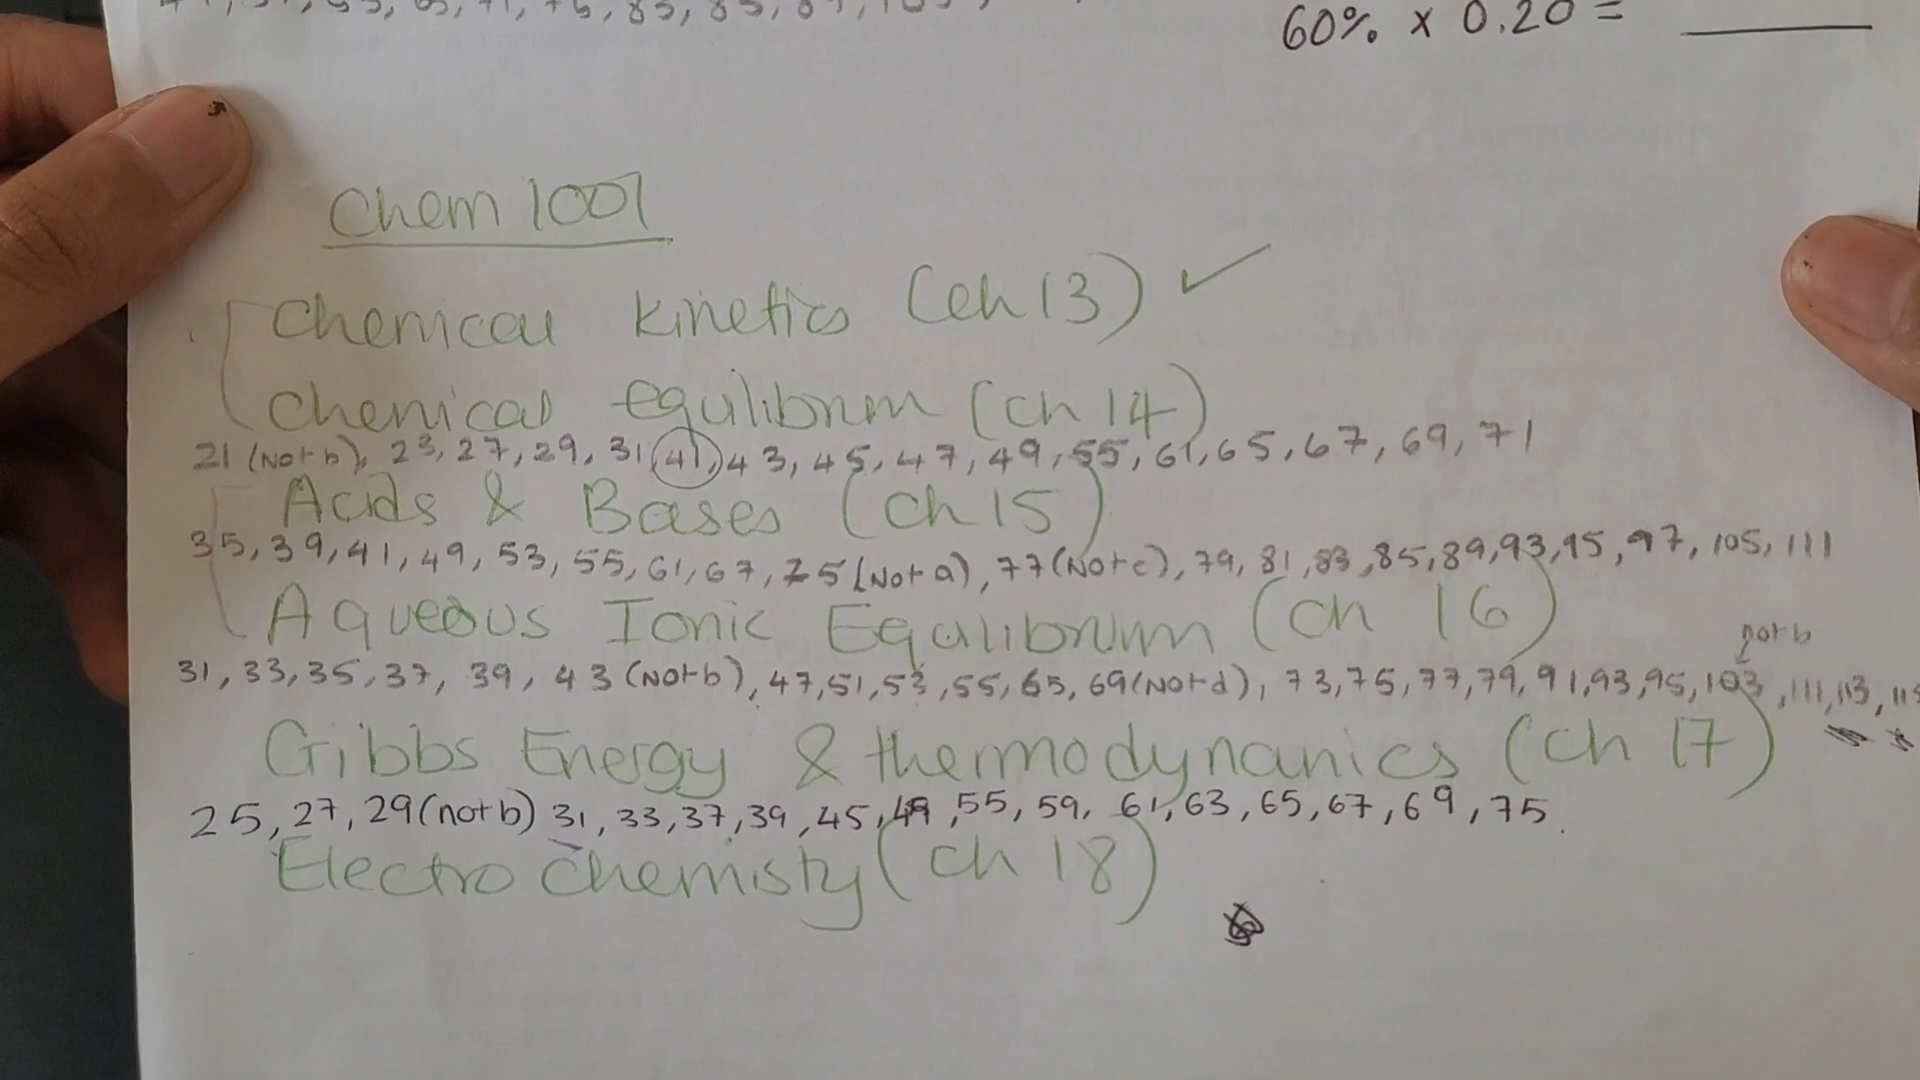 60% x 0.20 =
Chem 1001
Chemical kinetics (ch 13) ✓
Chemical equilibrum (ch 14)
21 (Not b), 23, 27, 29, 31, 41, 43, 45, 47, 49, 55, 61, 65, 67, 69, 71
Acids & Bases (ch 15)
35, 39, 41, 49, 53, 55, 61, 67, 75 (Not a), 77 (Not c), 79, 81, 83, 85, 89, 93, 95, 97, 105, 111
Aqueous Ionic Equilibrium (ch 16)
not b
31, 33, 35, 37, 39, 43 (Not b), 47, 51, 53, 55, 65, 69 (Not d), 73, 75, 77, 79, 91, 93, 95, 103, 111, 113,
Gibbs Energy & thermodynanics (ch 17)
25, 27, 29 (not b) 31, 33, 37, 39, 45, 49, 55, 59, 61, 63, 65, 67, 69, 75.
Electro chemisty (ch 18)